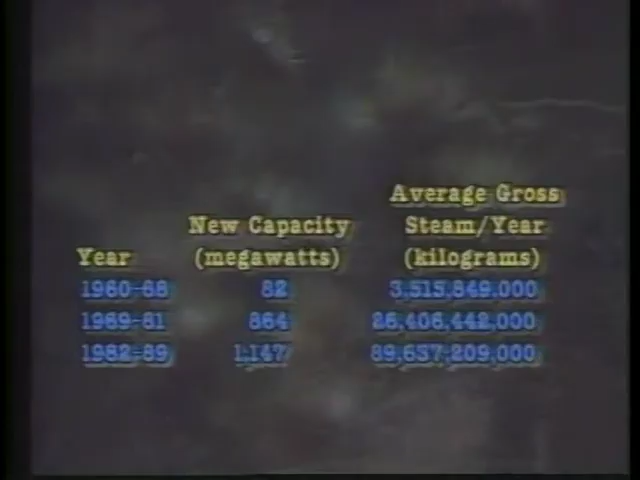 Average Gross
New Capacity Steam/Year
Year (megawatts) (kilograms)
1960-68 82 3,515,849,000
1969-81 864 26,406,442,000
1982-89 1,147 89,637,209,000